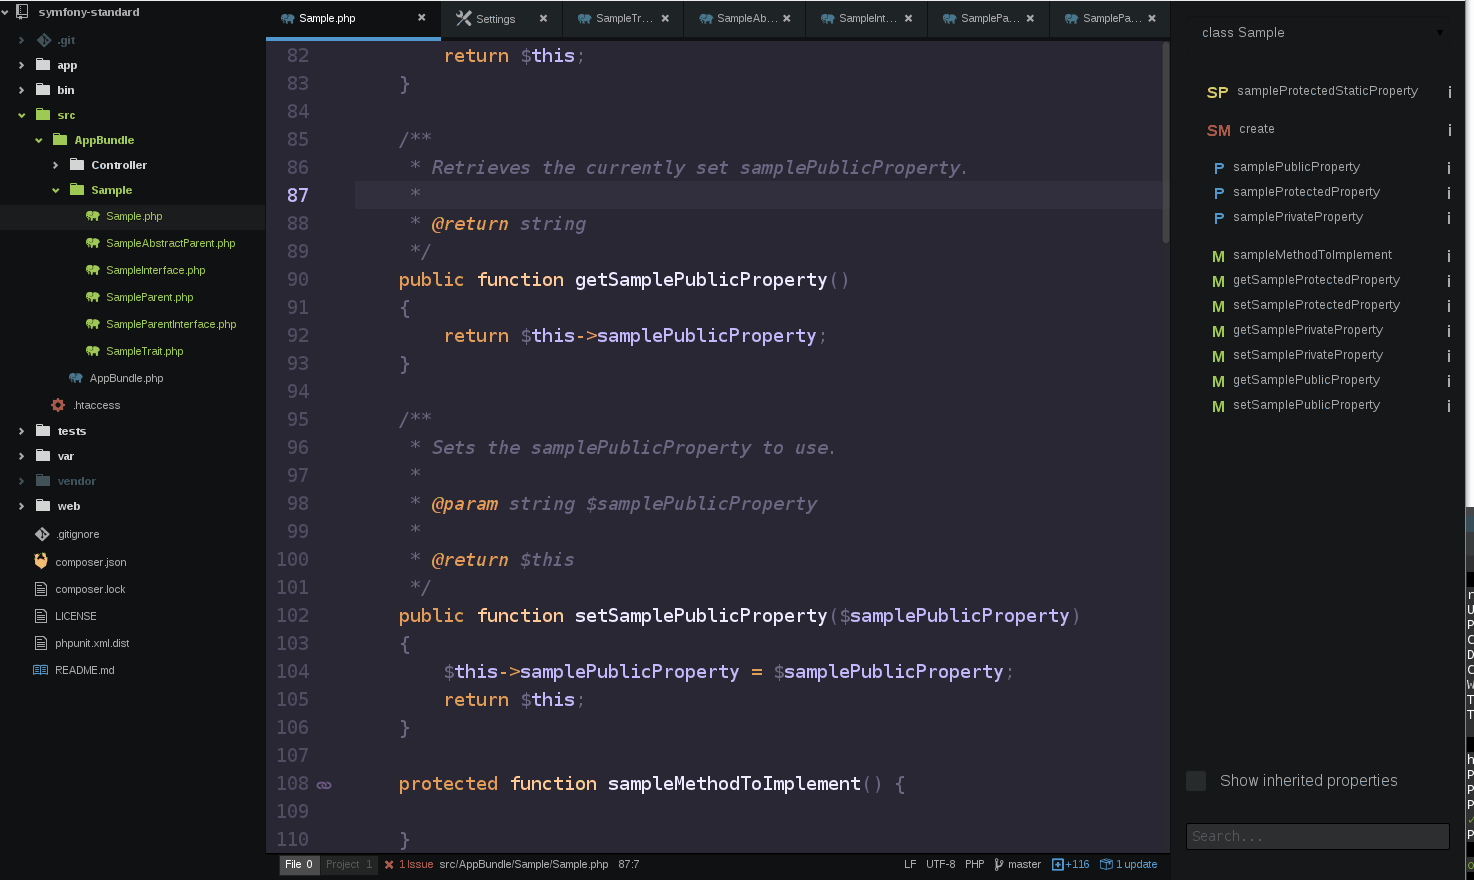 symfony-standard
.git
app
bin
src
AppBundle
Controller
Sample
Sample.php
SampleAbstractParent.php
SampleInterface.php
SampleParent.php
SampleParentInterface.php
SampleTrait.php
AppBundle.php
.htaccess
tests
var
vendor
web
.gitignore
composer.json
composer.lock
LICENSE
phpunit.xml.dist
README.md
Sample.php
Settings
SampleTr...
SampleAb...
SampleInt...
SamplePa...
SamplePa...
82 return $this;
83 }
84
85 /**
86 * Retrieves the currently set samplePublicProperty.
87 *
88 * @return string
89 */
90 public function getSamplePublicProperty()
91 {
92 return $this->samplePublicProperty;
93 }
94
95 /**
96 * Sets the samplePublicProperty to use.
97 *
98 * @param string $samplePublicProperty
99 *
100 * @return $this
101 */
102 public function setSamplePublicProperty($samplePublicProperty)
103 {
104 $this->samplePublicProperty = $samplePublicProperty;
105 return $this;
106 }
107
108 protected function sampleMethodToImplement() {
109
110 }
File 0 Project 1 1 Issue src/AppBundle/Sample/Sample.php 87:7
LF UTF-8 PHP master +116 1 update
class Sample
SP sampleProtectedStaticProperty i
SM create i
P samplePublicProperty i
P sampleProtectedProperty i
P samplePrivateProperty i
M sampleMethodToImplement i
M getSampleProtectedProperty i
M setSampleProtectedProperty i
M getSamplePrivateProperty i
M setSamplePrivateProperty i
M getSamplePublicProperty i
M setSamplePublicProperty i
Show inherited properties
Search...